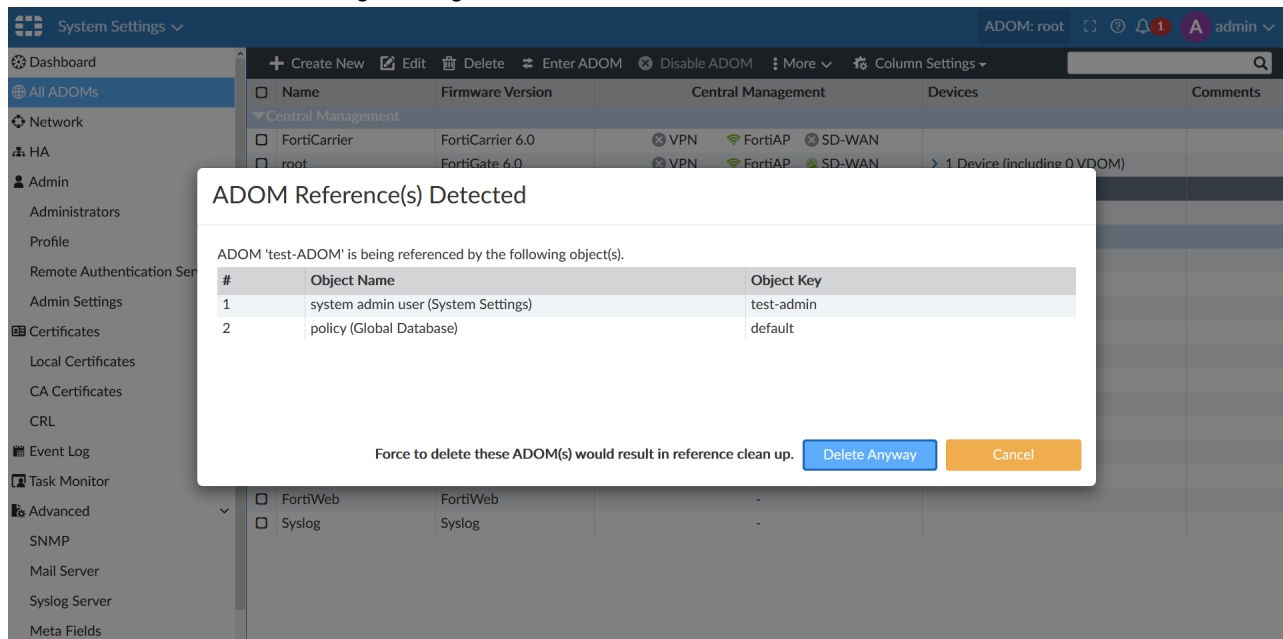 System Settings
ADOM: root
1
A
admin
Dashboard
All ADOMs
Network
HA
Admin
Administrators
Profile
Remote Authentication Ser
Admin Settings
Certificates
Local Certificates
CA Certificates
CRL
Event Log
Task Monitor
Advanced
SNMP
Mail Server
Syslog Server
Meta Fields
Create New Edit Delete Enter ADOM Disable ADOM More Column Settings
Name Firmware Version Central Management Devices Comments
Central Management
FortiCarrier FortiCarrier 6.0 VPN FortiAP SD-WAN
root FortiGate 6.0 VPN FortiAP SD-WAN 1 Device (including 0 VDOM)
ADOM Reference(s) Detected
ADOM 'test-ADOM' is being referenced by the following object(s).
# Object Name Object Key
1 system admin user (System Settings) test-admin
2 policy (Global Database) default
Force to delete these ADOM(s) would result in reference clean up. Delete Anyway Cancel
FortiWeb FortiWeb -
Syslog Syslog -